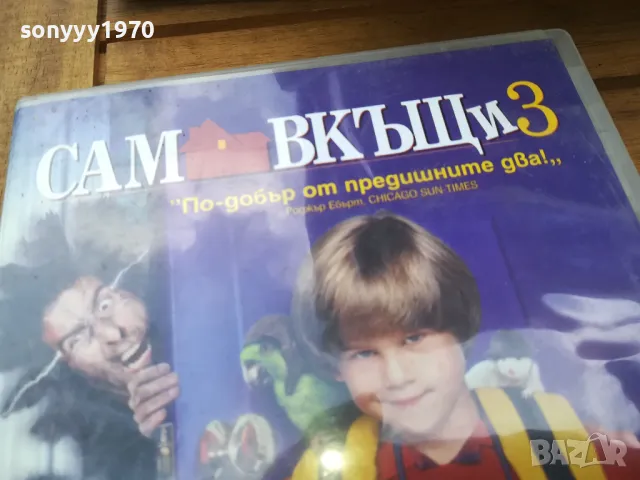 sonyyy1970
САМ ВКЪЩи 3
"По-добър от предишните два!"
Роджър Ебърт, CHICAGO SUN-TIMES
BAZAR